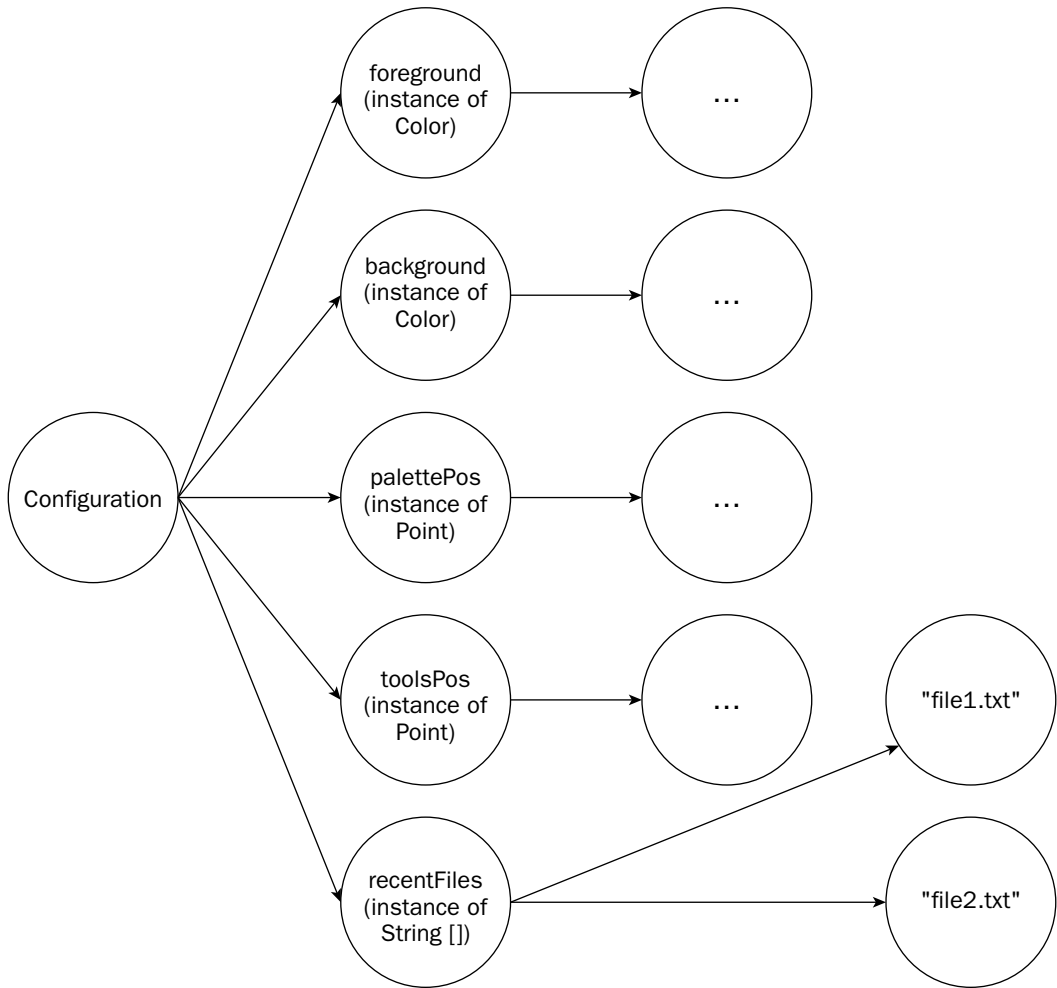 foreground
(instance of
Color)
...
background
(instance of
Color)
...
Configuration
palettePos
(instance of
Point)
...
toolsPos
(instance of
Point)
...
"file1.txt"
recentFiles
(instance of
String [])
"file2.txt"